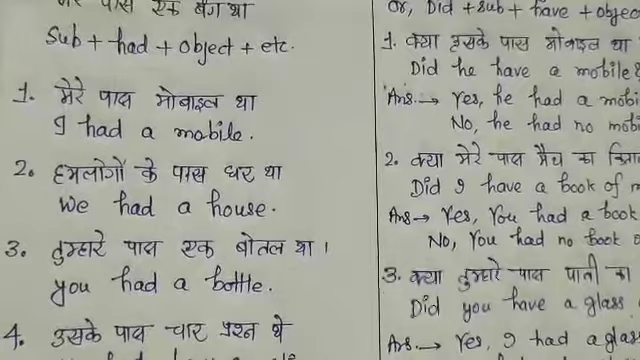 मेरे पास एक बैग था
Sub + had + object + etc.
1. मेरे पास मोबाइल था
I had a mobile.
2. हमलोगों के पास घर था
We had a house.
3. तुम्हारे पास एक बोतल था।
you had a bottle.
4. उसके पास चार प्रश्न थे
or, Did + sub + have + objec
1. क्या उसके पास मोबाइल था
Did he have a mobile
Ans. → Yes, he had a mobi
No, he had no mobi
2. क्या मेरे पास मैथ का किता
Did I have a book of m
Ans → Yes, You had a book
No, You had no book
3. क्या तुम्हारे पास पानी का
Did you have a glass
Ans. → Yes, I had a glas